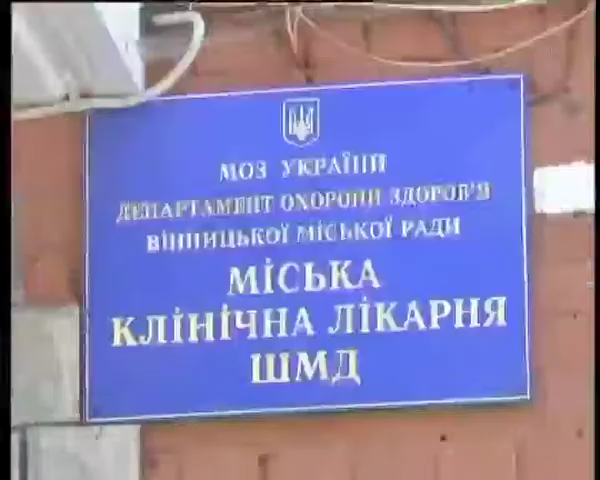 МОЗ УКРАЇНИ
ДЕПАРТАМЕНТ ОХОРОНИ ЗДОРОВ'Я
ВІННИЦЬКОЇ МІСЬКОЇ РАДИ
МІСЬКА
КЛІНІЧНА ЛІКАРНЯ
ШМД